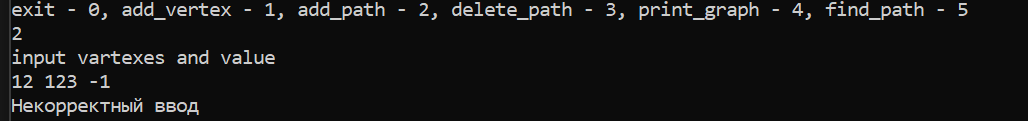 exit - 0, add_vertex - 1, add_path - 2, delete_path - 3, print_graph - 4, find_path - 5
2
input vartexes and value
12 123 -1
Некорректный ввод